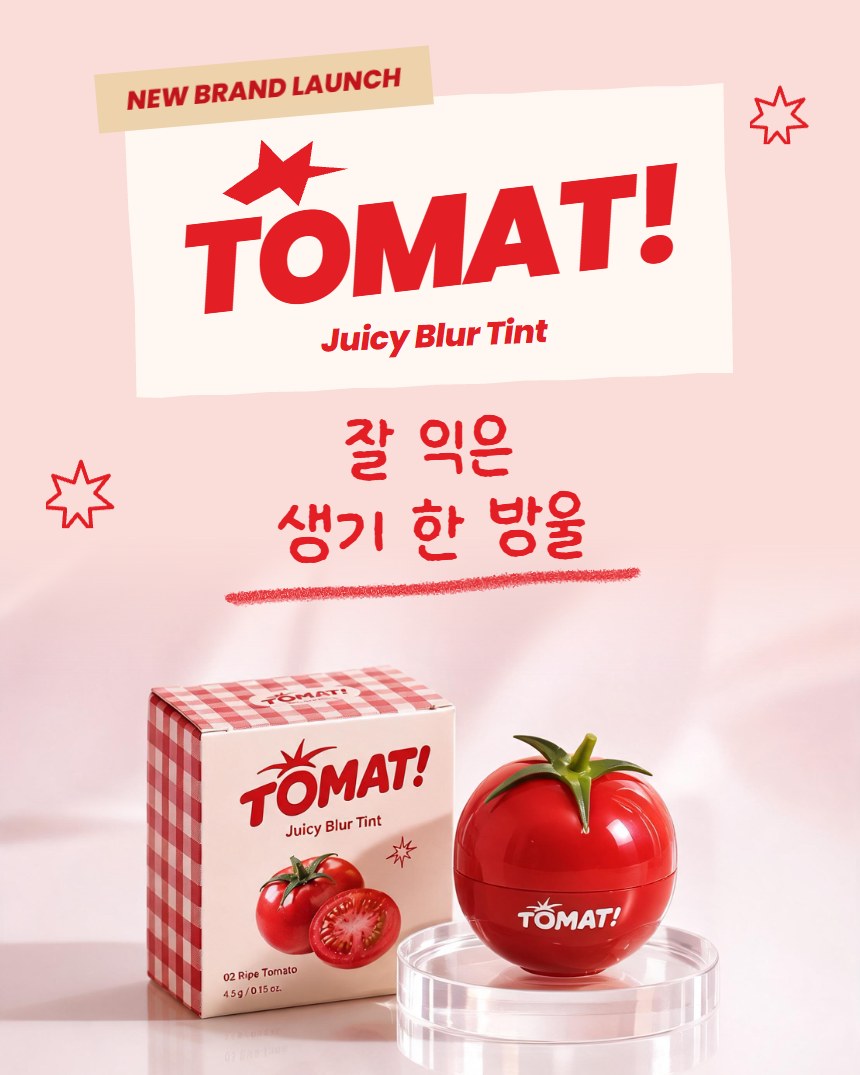 NEW BRAND LAUNCH
TOMAT!
Juicy Blur Tint
잘 익은
생기 한 방울
TOMAT!
TOMAT!
Juicy Blur Tint
02 Ripe Tomato
4.5 g / 0.15 oz.
TOMAT!